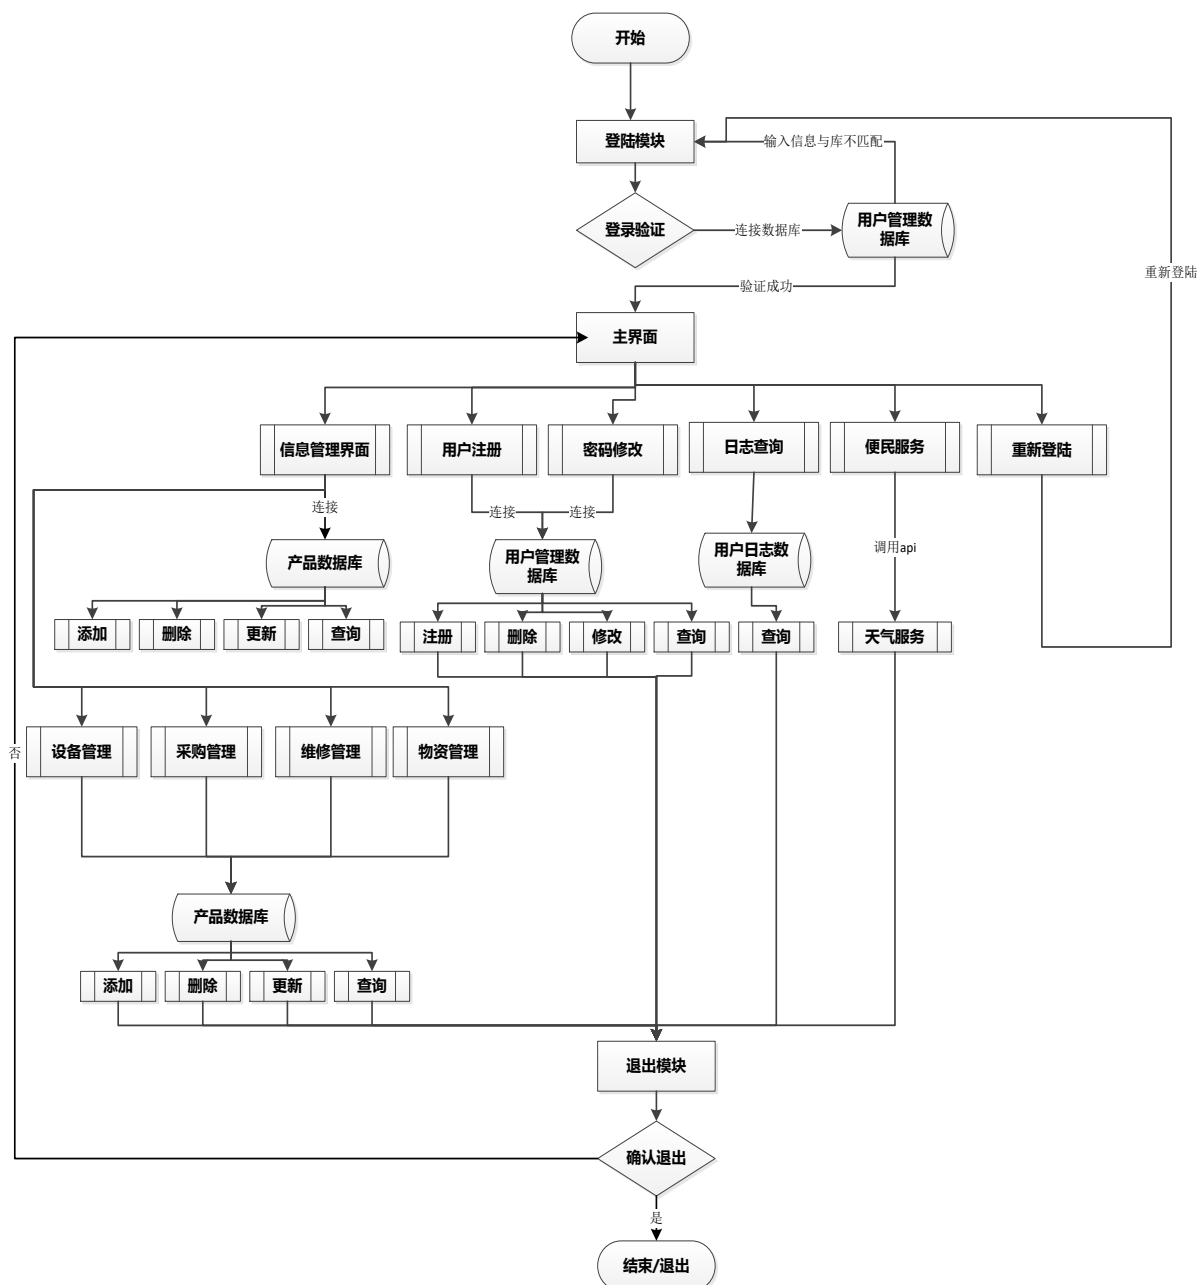 开始
登陆模块
输入信息与库不匹配
登录验证
连接数据库
用户管理数
据库
重新登陆
验证成功
主界面
信息管理界面
用户注册
密码修改
日志查询
便民服务
重新登陆
连接
连接
连接
产品数据库
用户管理数
据库
用户日志数
据库
调用api
添加
删除
更新
查询
注册
删除
修改
查询
查询
天气服务
否
设备管理
采购管理
维修管理
物资管理
产品数据库
添加
删除
更新
查询
退出模块
确认退出
是
结束/退出